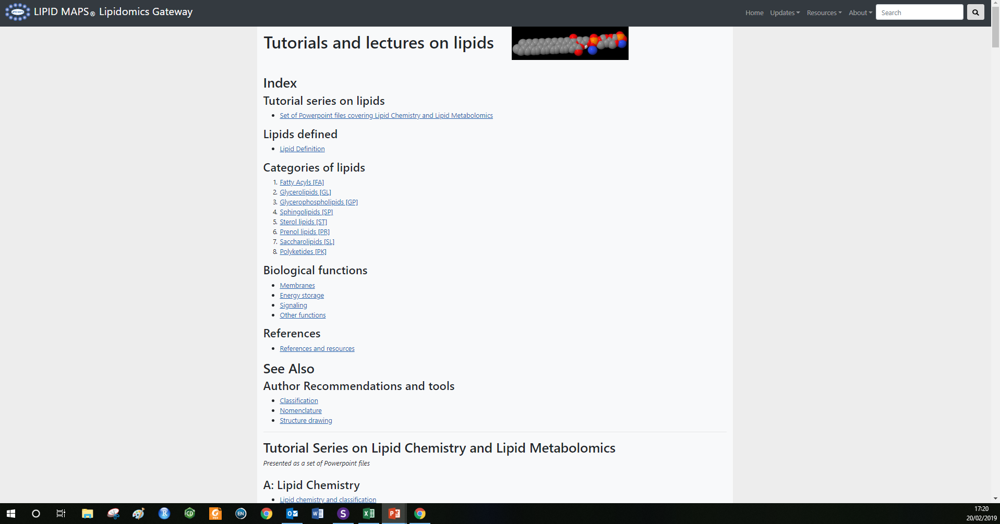 LIPID MAPS® Lipidomics Gateway
Home Updates Resources About Search
Tutorials and lectures on lipids
Index
Tutorial series on lipids
Set of Powerpoint files covering Lipid Chemistry and Lipid Metabolomics
Lipids defined
Lipid Definition
Categories of lipids
1. Fatty Acyls [FA]
2. Glycerolipids [GL]
3. Glycerophospholipids [GP]
4. Sphingolipids [SP]
5. Sterol lipids [ST]
6. Prenol lipids [PR]
7. Saccharolipids [SL]
8. Polyketides [PK]
Biological functions
Membranes
Energy storage
Signaling
Other functions
References
References and resources
See Also
Author Recommendations and tools
Classification
Nomenclature
Structure drawing
Tutorial Series on Lipid Chemistry and Lipid Metabolomics
Presented as a set of Powerpoint files
A: Lipid Chemistry
Lipid chemistry and classification
17:20
20/02/2019